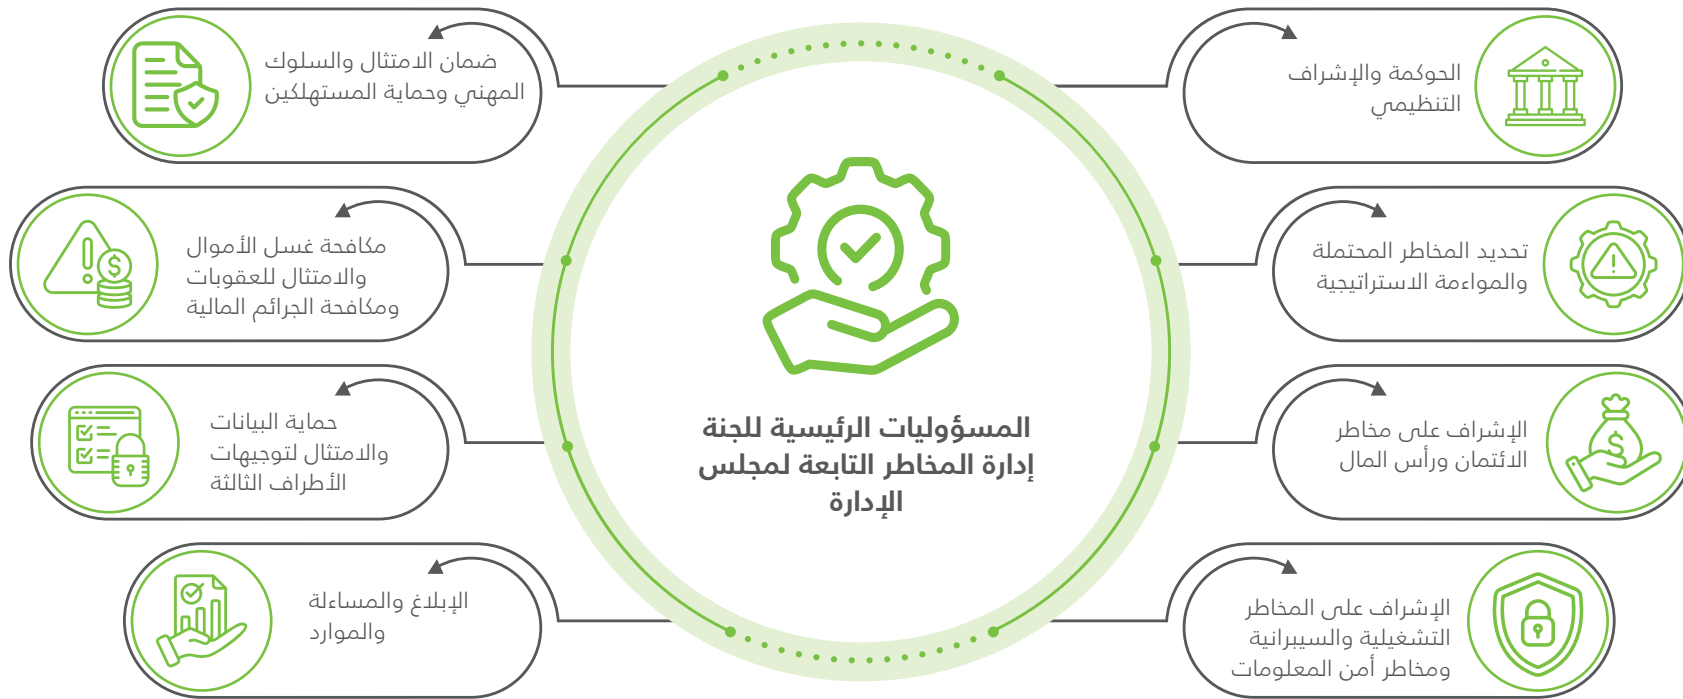 المسؤوليات الرئيسية للجنة
إدارة المخاطر التابعة لمجلس
الإدارة
الحوكمة والإشراف
التنظيمي
تحديد المخاطر المحتملة
والمواءمة الاستراتيجية
الإشراف على مخاطر
الائتمان ورأس المال
الإشراف على المخاطر
التشغيلية والسيبرانية
ومخاطر أمن المعلومات
ضمان الامتثال والسلوك
المهني وحماية المستهلكين
مكافحة غسل الأموال
والامتثال للعقوبات
ومكافحة الجرائم المالية
حماية البيانات
والامتثال لتوجيهات
الأطراف الثالثة
الإبلاغ والمساءلة
والموارد